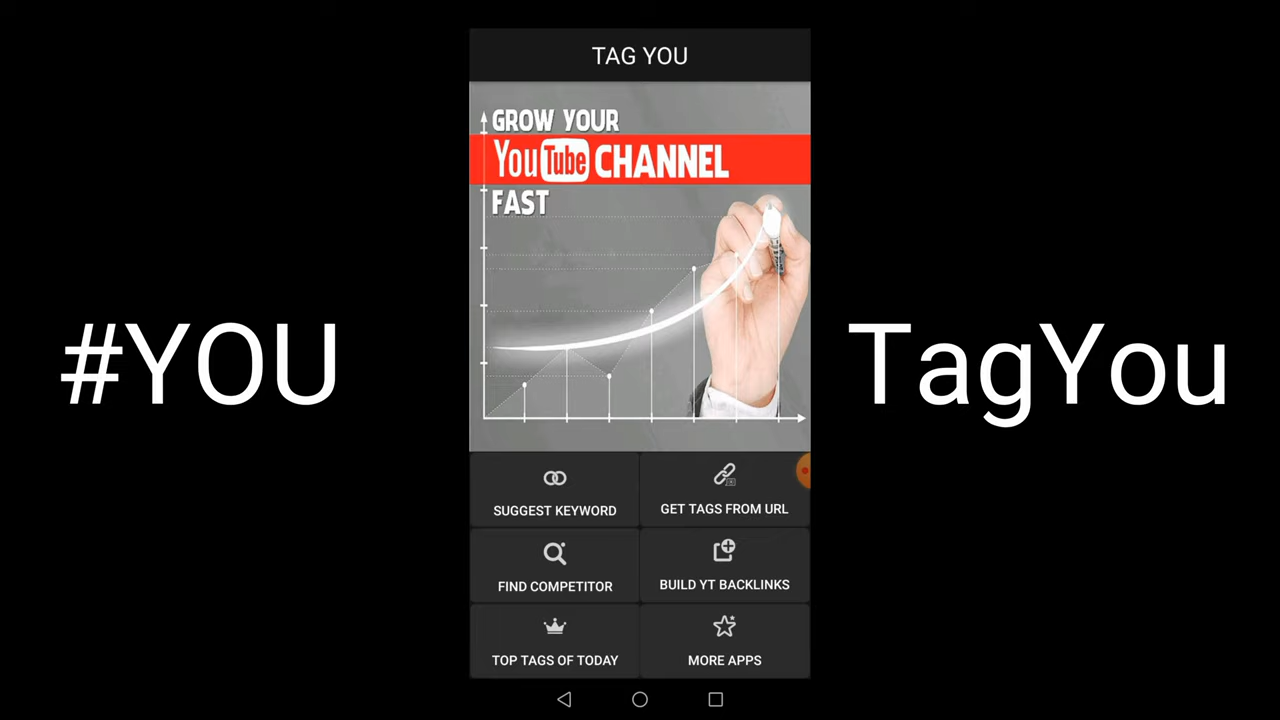 TAG YOU
GROW YOUR
YouTube CHANNEL
FAST
#YOU
TagYou
SUGGEST KEYWORD
GET TAGS FROM URL
FIND COMPETITOR
BUILD YT BACKLINKS
TOP TAGS OF TODAY
MORE APPS